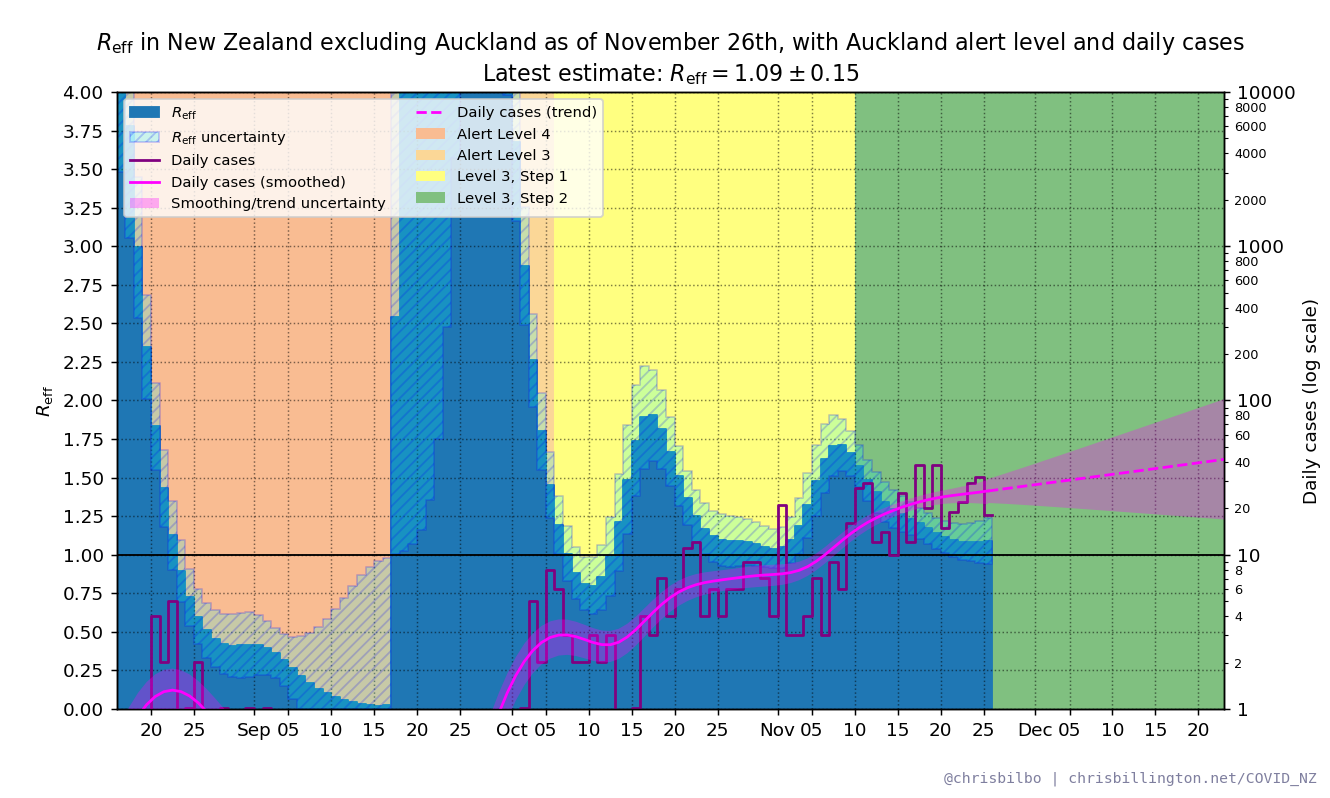 R_eff in New Zealand excluding Auckland as of November 26th, with Auckland alert level and daily cases
Latest estimate: R_eff = 1.09 ± 0.15
R_eff
R_eff uncertainty
Daily cases
Daily cases (smoothed)
Smoothing/trend uncertainty
Daily cases (trend)
Alert Level 4
Alert Level 3
Level 3, Step 1
Level 3, Step 2
4.00
3.75
3.50
3.25
3.00
2.75
2.50
2.25
2.00
1.75
1.50
1.25
1.00
0.75
0.50
0.25
0.00
R_eff
10000
8000
6000
4000
2000
1000
800
600
400
200
100
80
60
40
20
10
8
6
4
2
1
Daily cases (log scale)
20 25 Sep 05 10 15 20 25 Oct 05 10 15 20 25 Nov 05 10 15 20 25 Dec 05 10 15 20
@chrisbilbo | chrisbillington.net/COVID_NZ